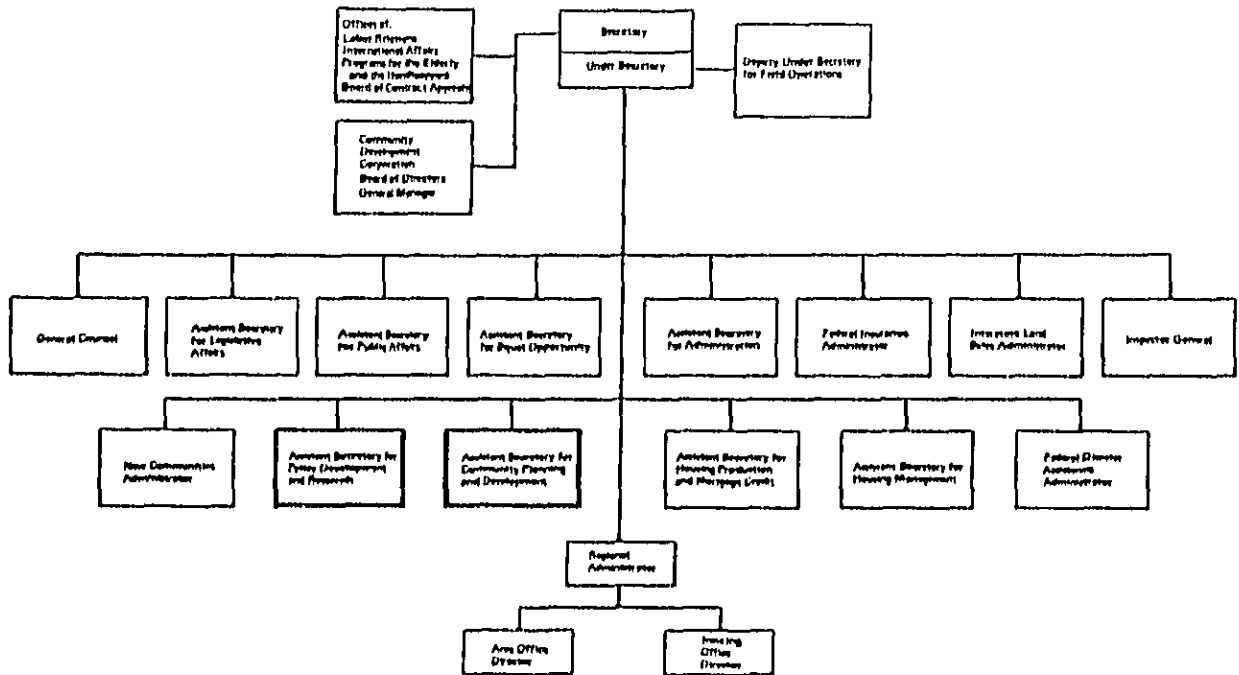 Offices of:
Labor Relations
International Affairs
Programs for the Elderly
and the Handicapped
Board of Contract Appeals
Secretary
Under Secretary
Deputy Under Secretary
for Field Operations
Community
Development
Corporation
Board of Directors
General Manager
General Counsel
Assistant Secretary
for Legislative
Affairs
Assistant Secretary
for Public Affairs
Assistant Secretary
for Equal Opportunity
Assistant Secretary
for Administration
Federal Insurance
Administrator
Interstate Land
Sales Administrator
Inspector General
New Communities
Administrator
Assistant Secretary for
Policy Development
and Research
Assistant Secretary for
Community Planning
and Development
Assistant Secretary for
Housing Production
and Mortgage Credit
Assistant Secretary for
Housing Management
Federal Disaster
Assistance
Administrator
Regional
Administrator
Area Office
Director
Insuring
Office
Director